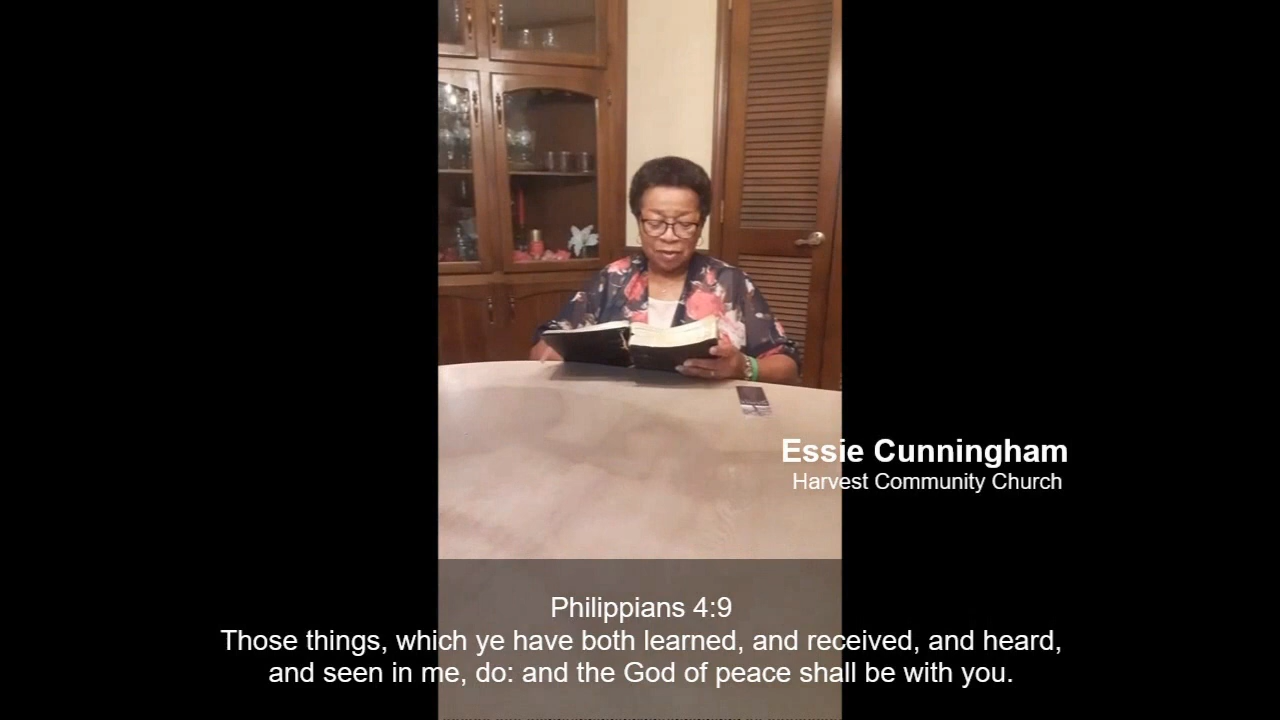 Essie Cunningham
Harvest Community Church
Philippians 4:9
Those things, which ye have both learned, and received, and heard,
and seen in me, do: and the God of peace shall be with you.